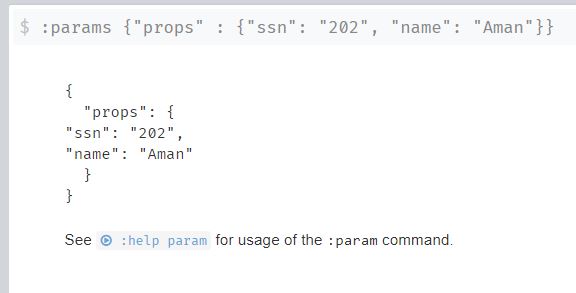 $ :params {"props" : {"ssn": "202", "name": "Aman"}}
{
"props": {
"ssn": "202",
"name": "Aman"
}
}
See :help param for usage of the :param command.